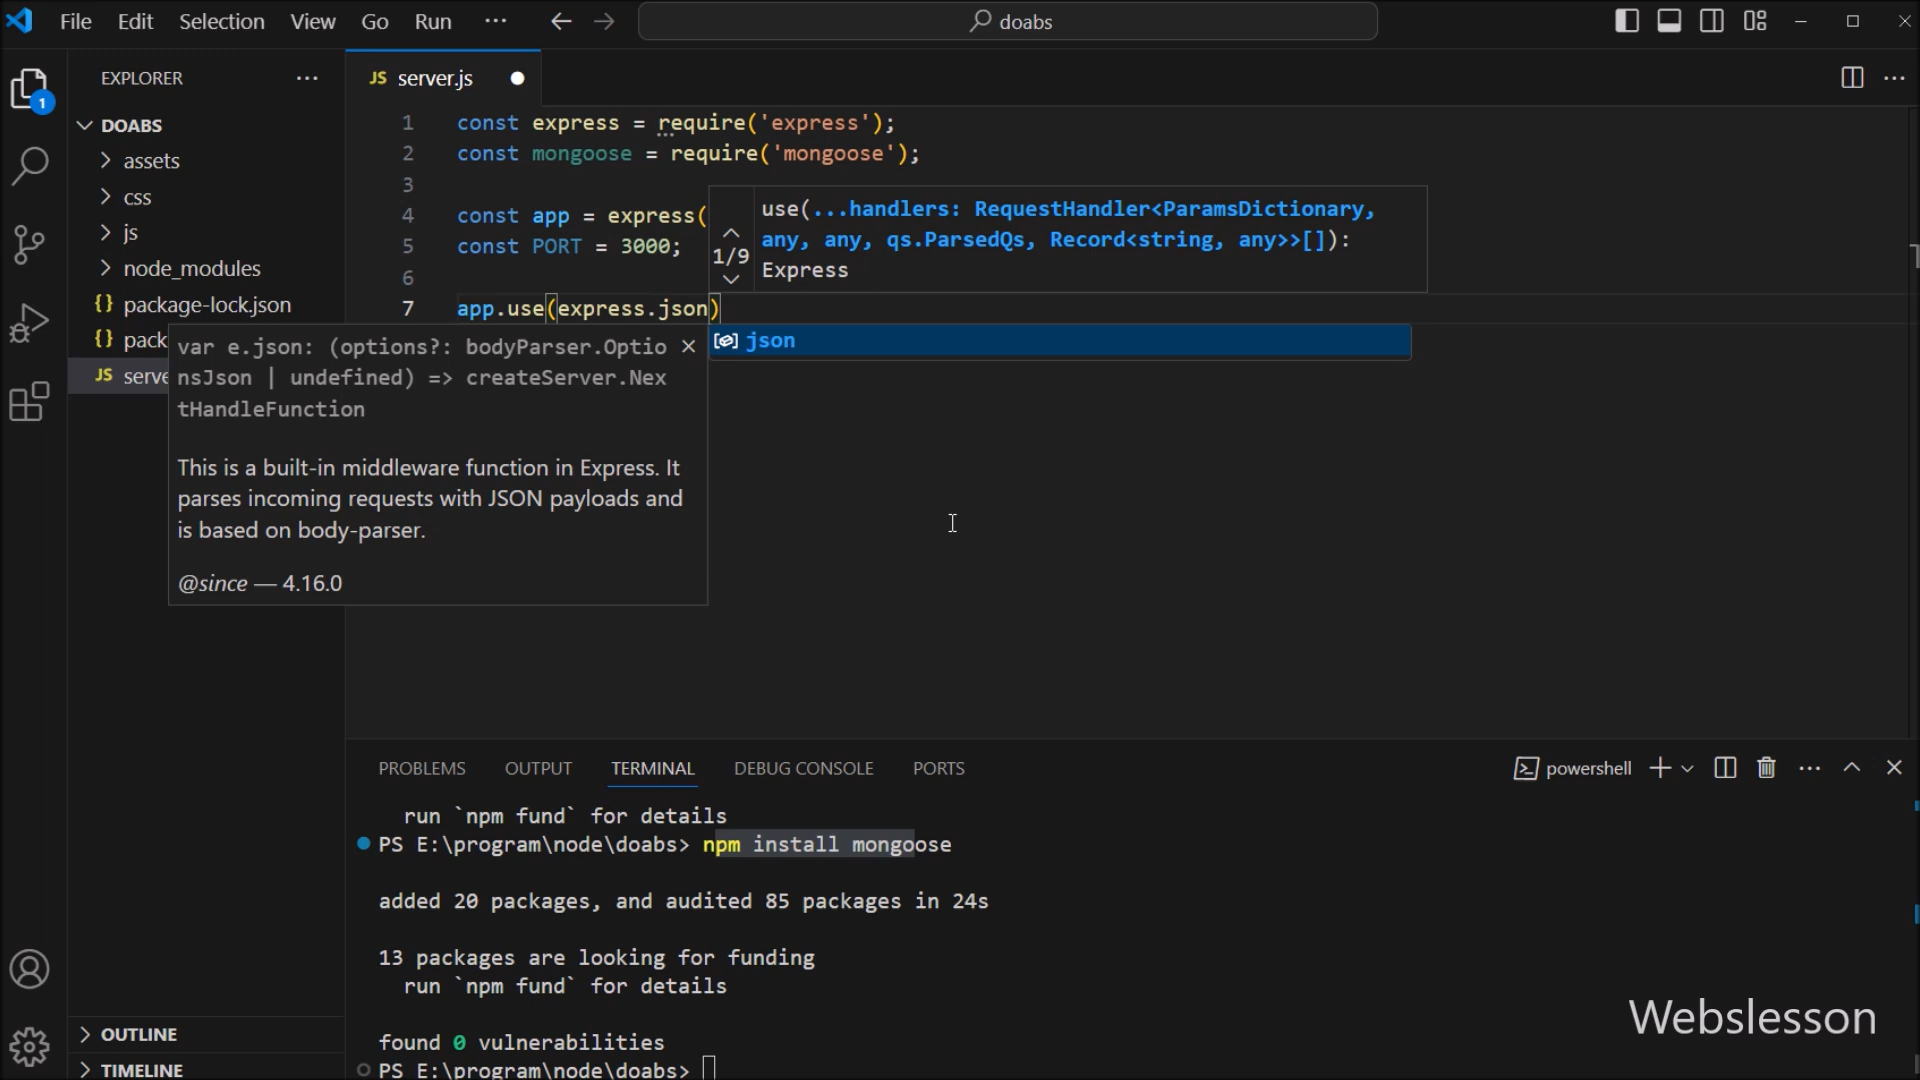 File Edit Selection View Go Run ··· doabs
EXPLORER ···
JS server.js
1
DOABS
assets
css
js
node_modules
{} package-lock.json
{} pack
JS serve
1 const express = require('express');
2 const mongoose = require('mongoose');
3
4 const app = express(
5 const PORT = 3000;
6
7 app.use(express.json)
1/9
use(...handlers: RequestHandler<ParamsDictionary,
any, any, qs.ParsedQs, Record<string, any>>[]):
Express
json
var e.json: (options?: bodyParser.Optio
nsJson | undefined) => createServer.Nex
tHandleFunction
This is a built-in middleware function in Express. It
parses incoming requests with JSON payloads and
is based on body-parser.
@since — 4.16.0
PROBLEMS OUTPUT TERMINAL DEBUG CONSOLE PORTS
powershell
run `npm fund` for details
PS E:\program\node\doabs> npm install mongoose
added 20 packages, and audited 85 packages in 24s
13 packages are looking for funding
run `npm fund` for details
found 0 vulnerabilities
PS E:\program\node\doabs>
OUTLINE
TIMELINE
Webslesson